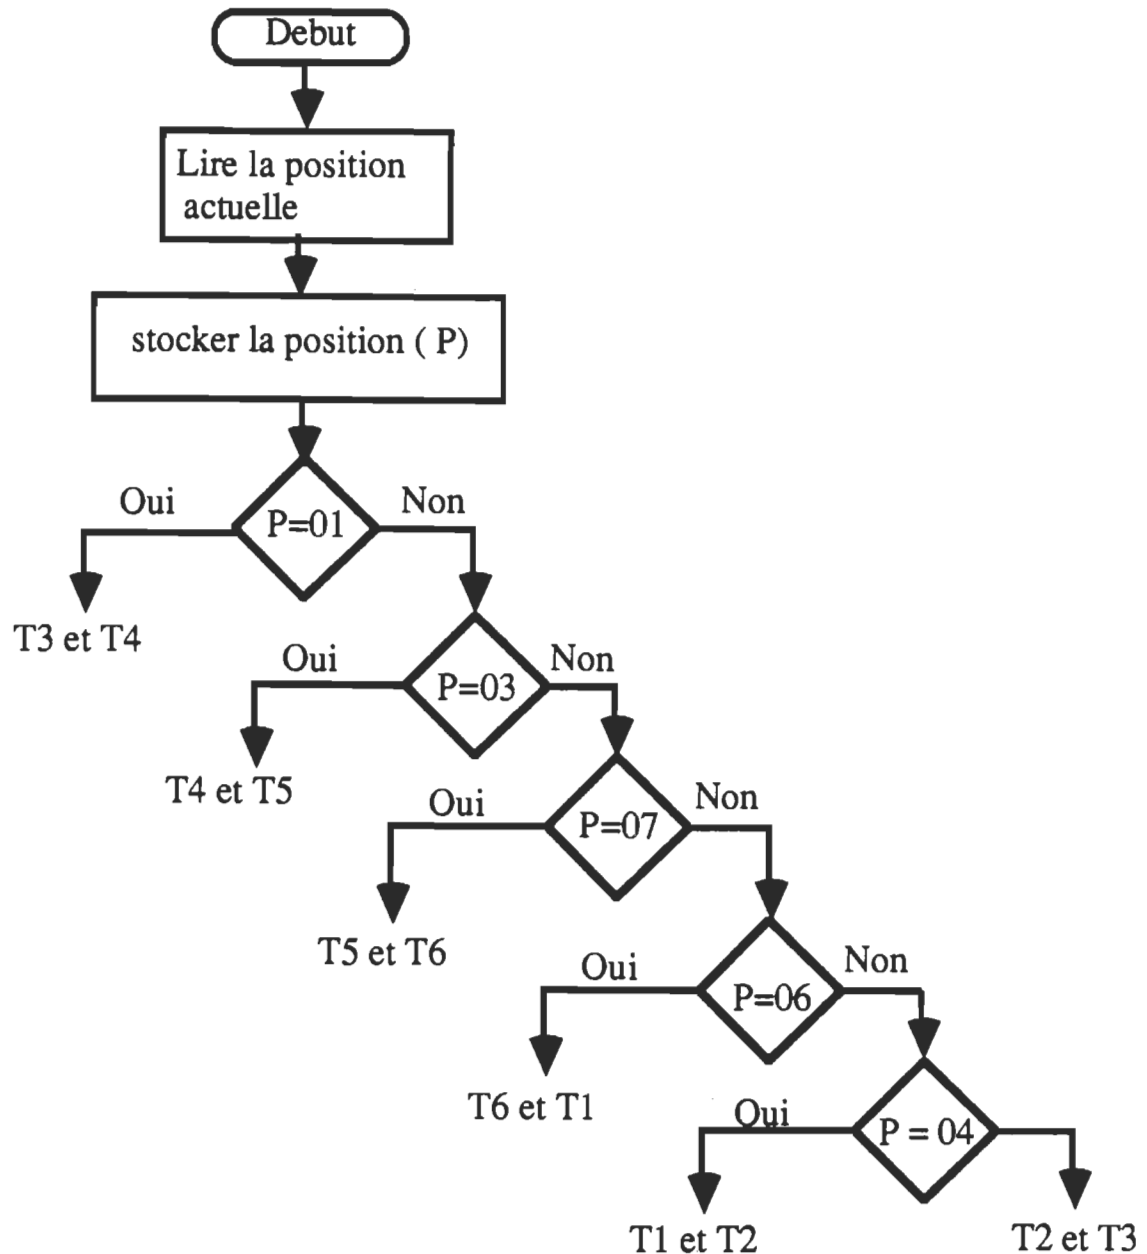 Debut
Lire la position
actuelle
stocker la position ( P)
Oui
Non
P=01
T3 et T4
Oui
Non
P=03
T4 et T5
Oui
Non
P=07
T5 et T6
Oui
Non
P=06
T6 et T1
Oui
P = 04
T1 et T2
T2 et T3